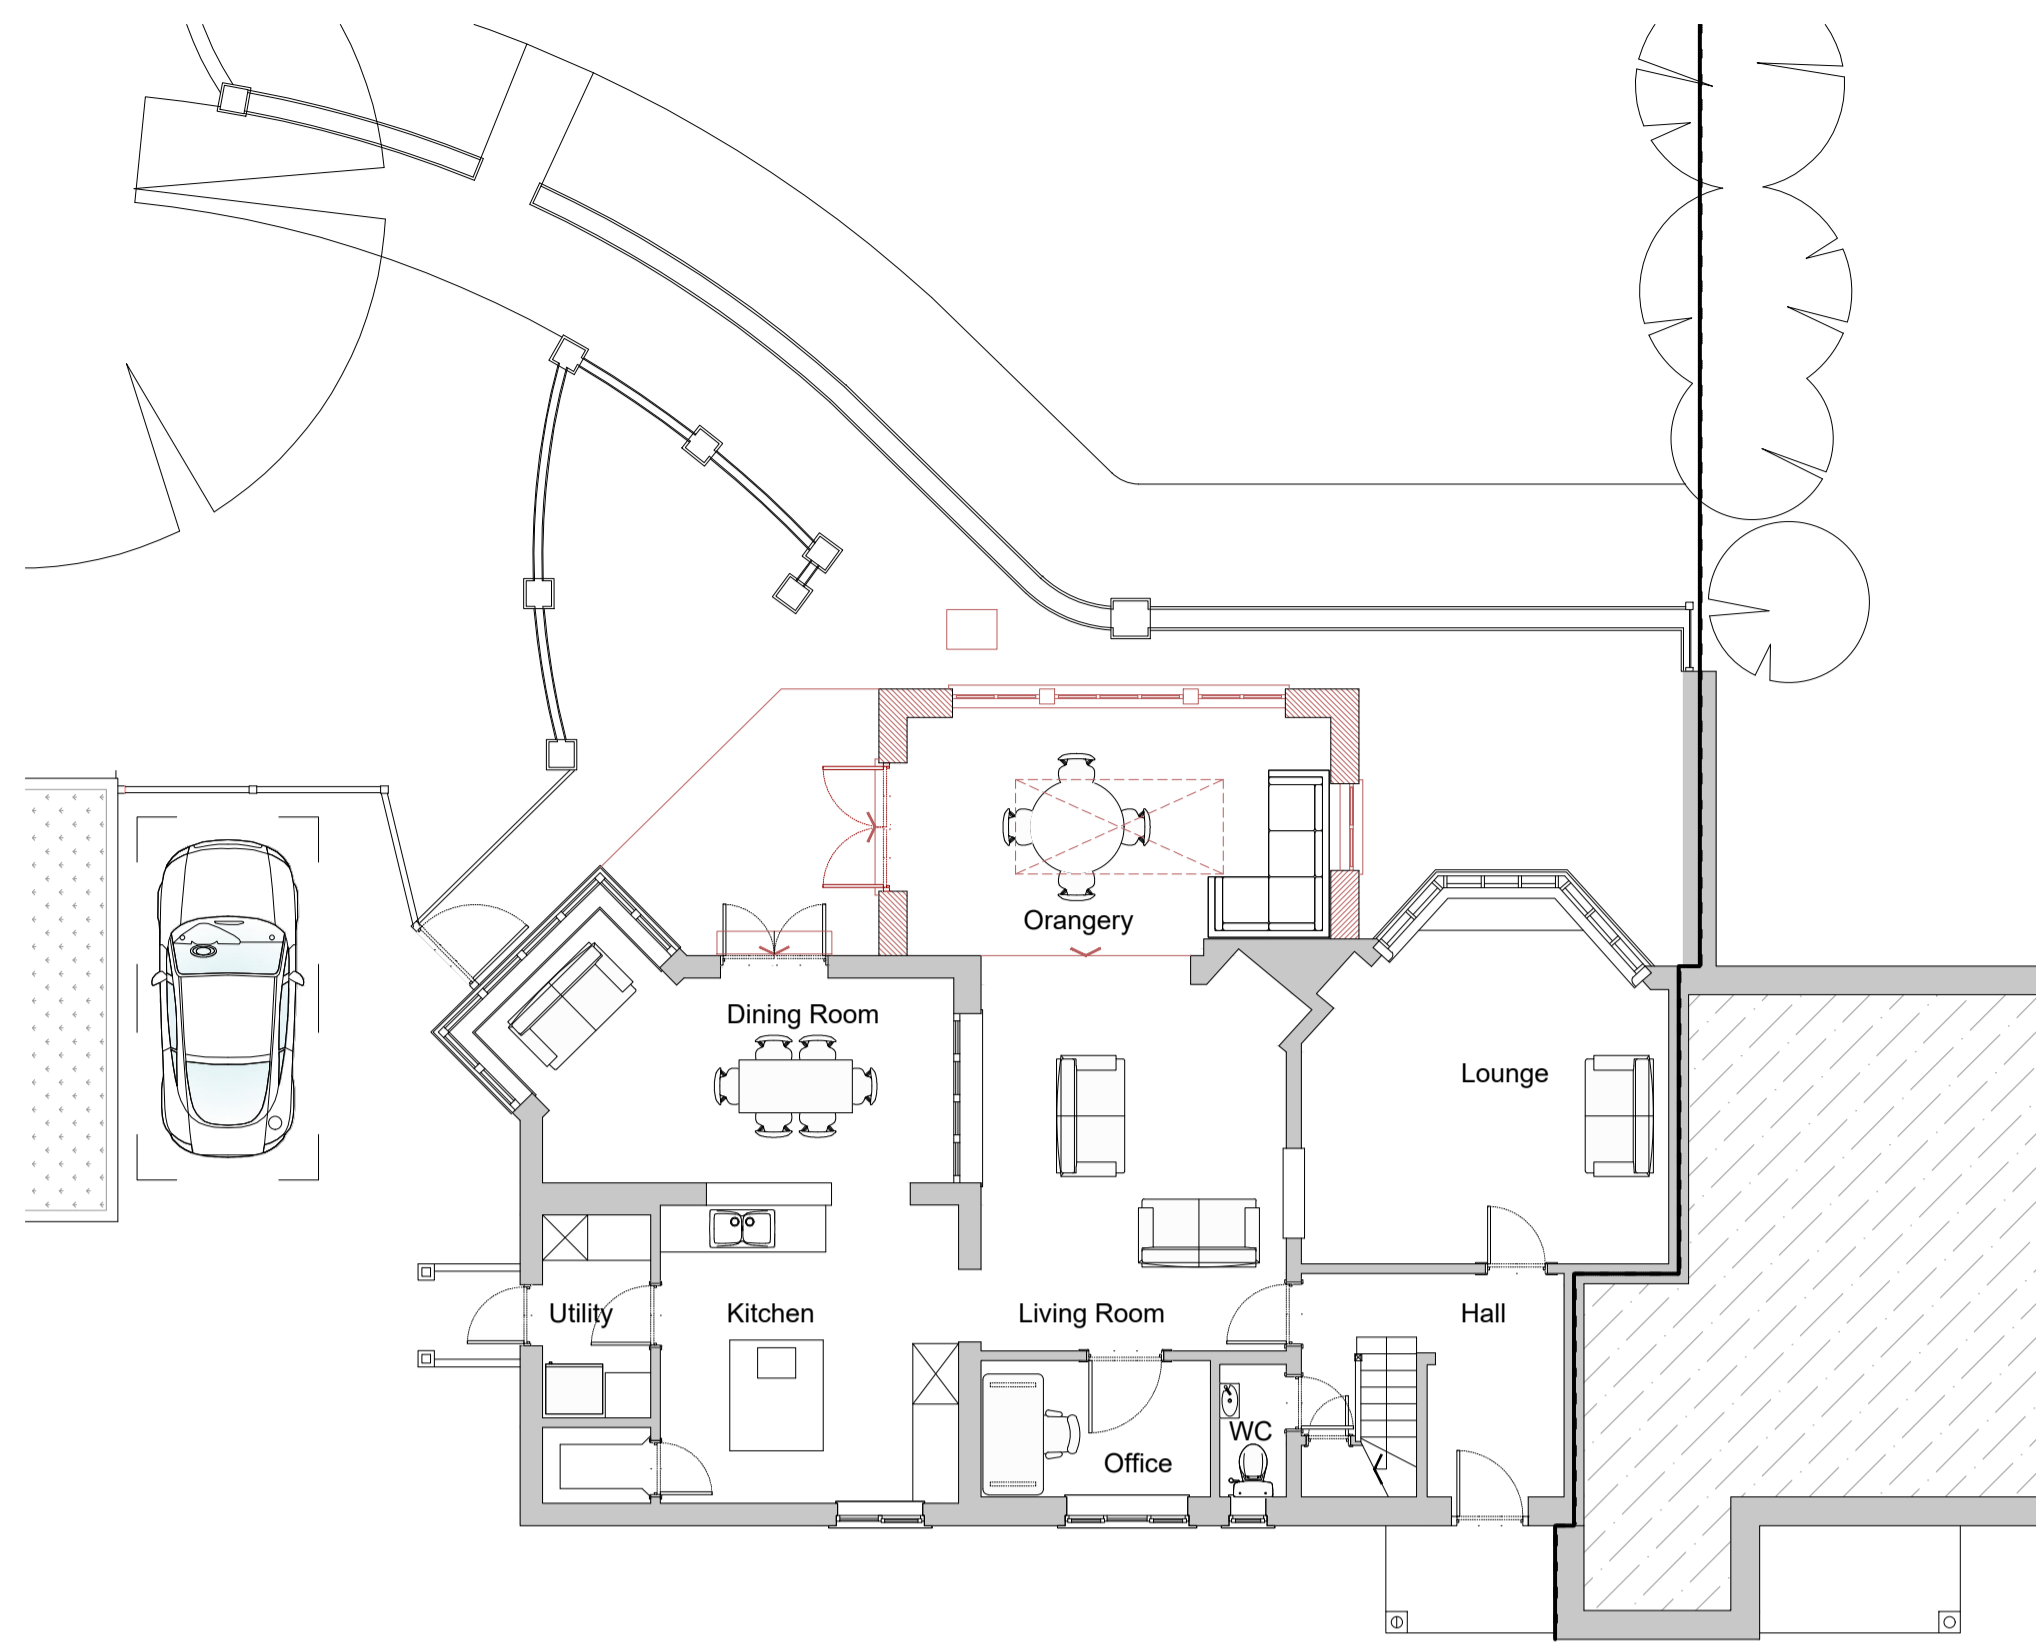 Orangery
Dining Room
Lounge
Utility
Kitchen
Living Room
Hall
WC
Office